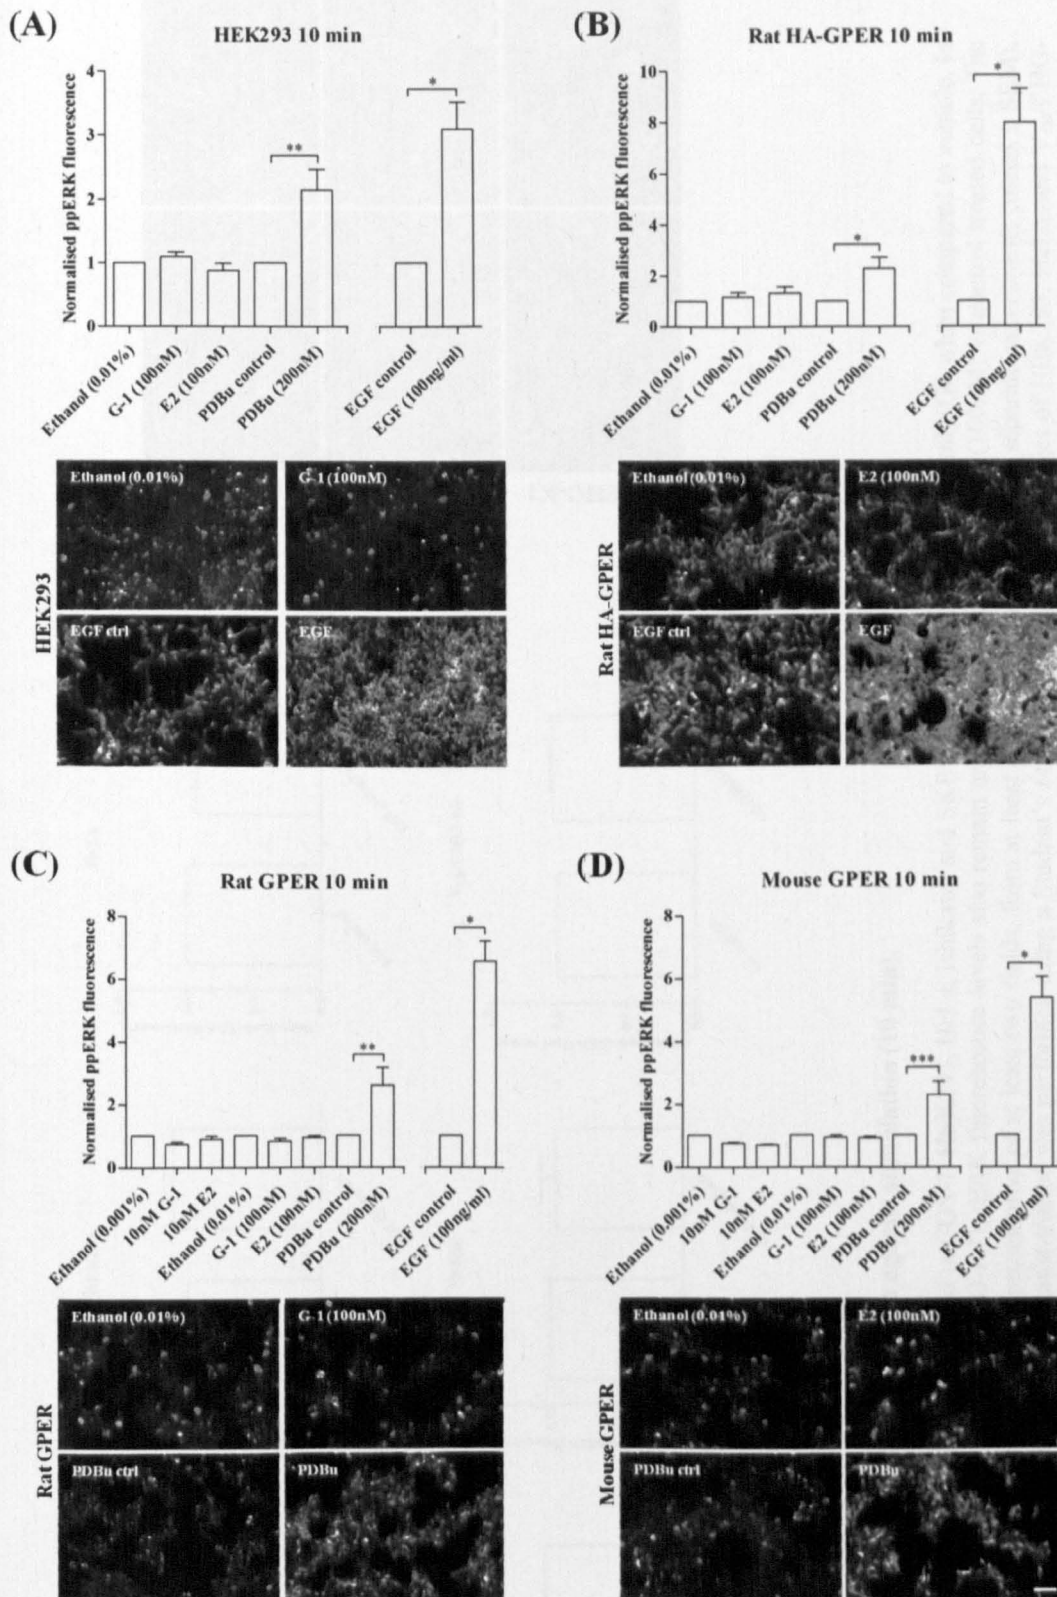 (A)
HEK293 10 min
Normalised ppERK fluorescence
4
3
2
1
0
**
*
Ethanol (0.01%)
G-1 (100nM)
E2 (100nM)
PDBu control
PDBu (200nM)
EGF control
EGF (100ng/ml)
HEK293
Ethanol (0.01%)
G-1 (100nM)
EGF ctrl
EGF
(B)
Rat HA-GPER 10 min
Normalised ppERK fluorescence
10
8
6
4
2
0
*
*
Ethanol (0.01%)
G-1 (100nM)
E2 (100nM)
PDBu control
PDBu (200nM)
EGF control
EGF (100ng/ml)
Rat HA-GPER
Ethanol (0.01%)
E2 (100nM)
EGF ctrl
EGF
(C)
Rat GPER 10 min
Normalised ppERK fluorescence
8
6
4
2
0
**
*
Ethanol (0.001%)
10nM G-1
10nM E2
Ethanol (0.01%)
G-1 (100nM)
E2 (100nM)
PDBu control
PDBu (200nM)
EGF control
EGF (100ng/ml)
Rat GPER
Ethanol (0.01%)
G-1 (100nM)
PDBu ctrl
PDBu
(D)
Mouse GPER 10 min
Normalised ppERK fluorescence
8
6
4
2
0
***
*
Ethanol (0.001%)
10nM G-1
10nM E2
Ethanol (0.01%)
G-1 (100nM)
E2 (100nM)
PDBu control
PDBu (200nM)
EGF control
EGF (100ng/ml)
Mouse GPER
Ethanol (0.01%)
E2 (100nM)
PDBu ctrl
PDBu